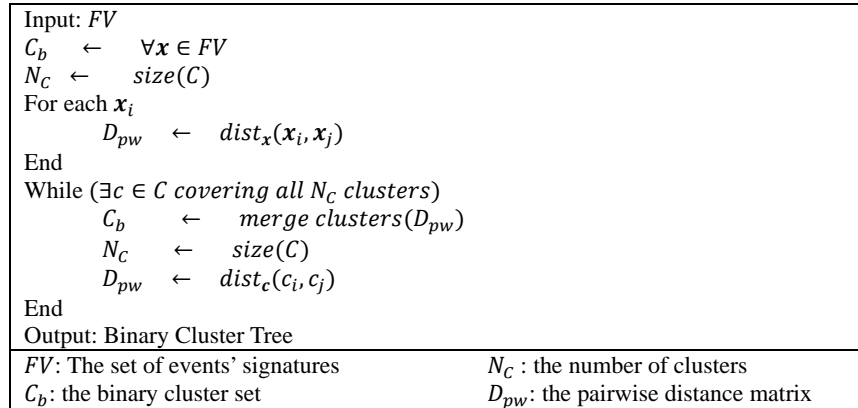 Input: FV
C_b ← ∀x ∈ FV
N_C ← size(C)
For each x_i
D_pw ← dist_x(x_i, x_j)
End
While (∃c ∈ C covering all N_C clusters)
C_b ← merge clusters(D_pw)
N_C ← size(C)
D_pw ← dist_c(c_i, c_j)
End
Output: Binary Cluster Tree
FV: The set of events' signatures N_C : the number of clusters
C_b: the binary cluster set D_pw: the pairwise distance matrix